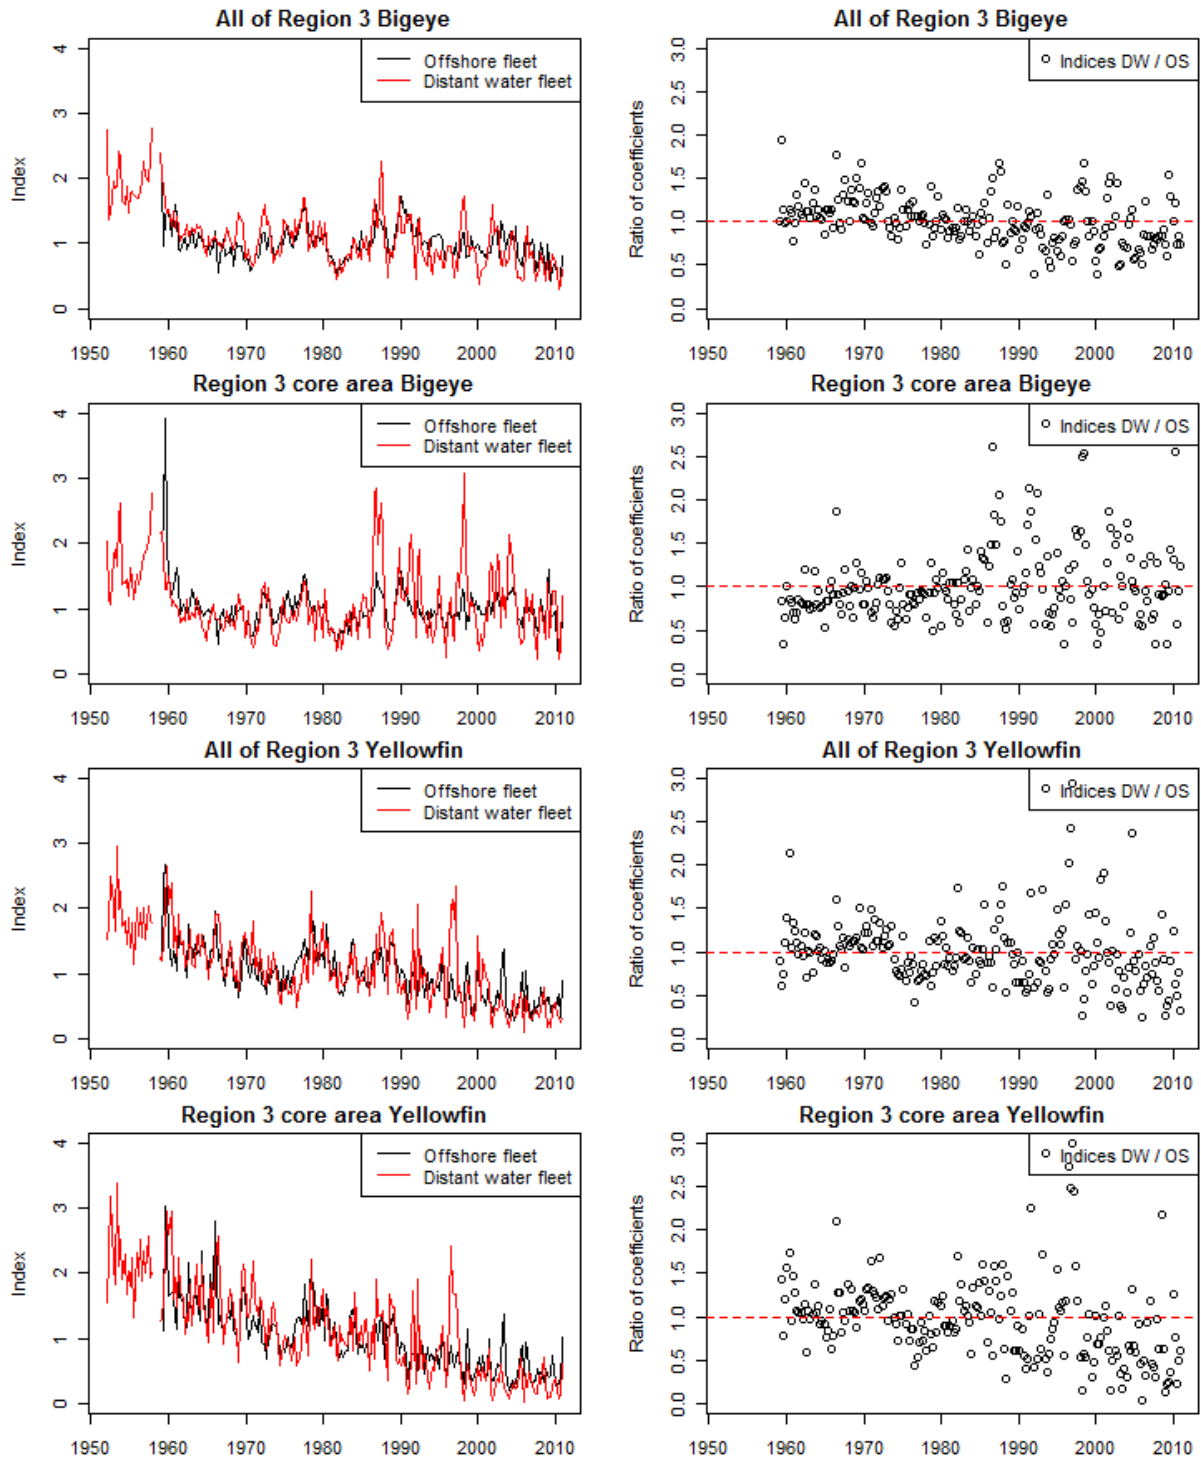 All of Region 3 Bigeye
Index
4
3
2
1
0
Offshore fleet
Distant water fleet
1950 1960 1970 1980 1990 2000 2010
All of Region 3 Bigeye
Ratio of coefficients
3.0
2.5
2.0
1.5
1.0
0.5
0.0
Indices DW / OS
1950 1960 1970 1980 1990 2000 2010
Region 3 core area Bigeye
Index
4
3
2
1
0
Offshore fleet
Distant water fleet
1950 1960 1970 1980 1990 2000 2010
Region 3 core area Bigeye
Ratio of coefficients
3.0
2.5
2.0
1.5
1.0
0.5
0.0
Indices DW / OS
1950 1960 1970 1980 1990 2000 2010
All of Region 3 Yellowfin
Index
4
3
2
1
0
Offshore fleet
Distant water fleet
1950 1960 1970 1980 1990 2000 2010
All of Region 3 Yellowfin
Ratio of coefficients
3.0
2.5
2.0
1.5
1.0
0.5
0.0
Indices DW / OS
1950 1960 1970 1980 1990 2000 2010
Region 3 core area Yellowfin
Index
4
3
2
1
0
Offshore fleet
Distant water fleet
1950 1960 1970 1980 1990 2000 2010
Region 3 core area Yellowfin
Ratio of coefficients
3.0
2.5
2.0
1.5
1.0
0.5
0.0
Indices DW / OS
1950 1960 1970 1980 1990 2000 2010